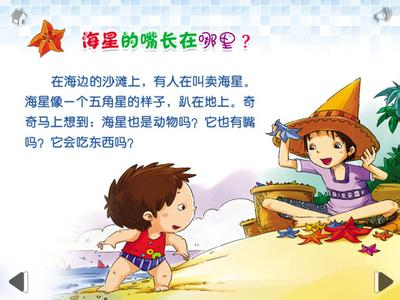 海星的嘴长在哪里？
在海边的沙滩上，有人在叫卖海星。
海星像一个五角星的样子，趴在地上。奇
奇马上想到：海星也是动物吗？它也有嘴
吗？它会吃东西吗？